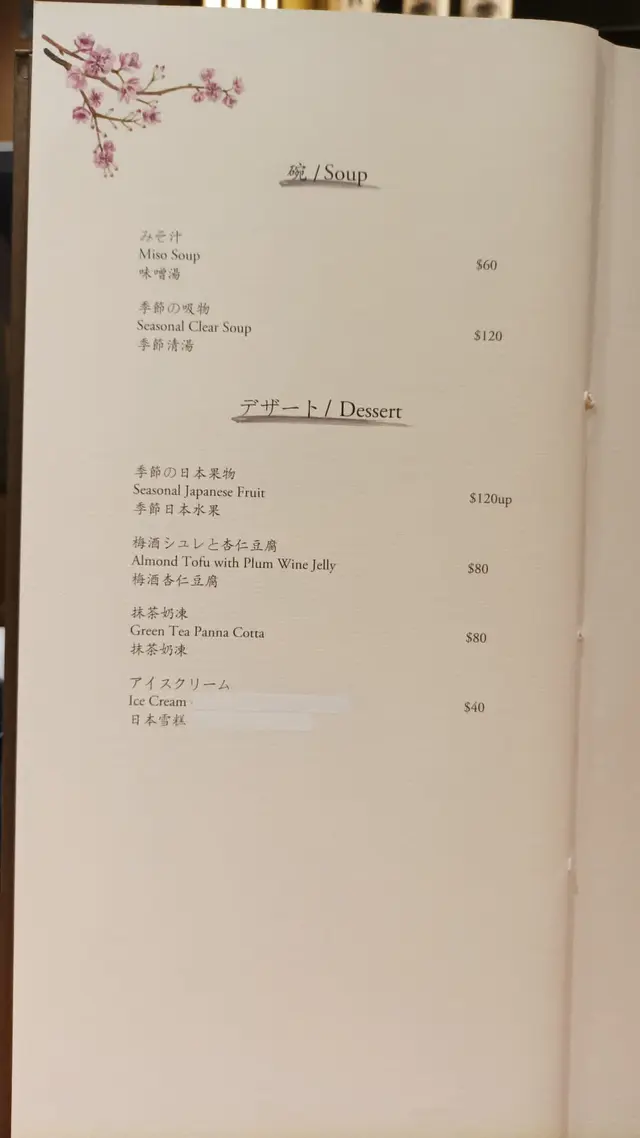 碗 / Soup
みそ汁
Miso Soup
味噌湯
$60
季節の吸物
Seasonal Clear Soup
季節清湯
$120
デザート / Dessert
季節の日本果物
Seasonal Japanese Fruit
季節日本水果
$120up
梅酒シュレと杏仁豆腐
Almond Tofu with Plum Wine Jelly
梅酒杏仁豆腐
$80
抹茶奶凍
Green Tea Panna Cotta
抹茶奶凍
$80
アイスクリーム
Ice Cream
日本雪糕
$40